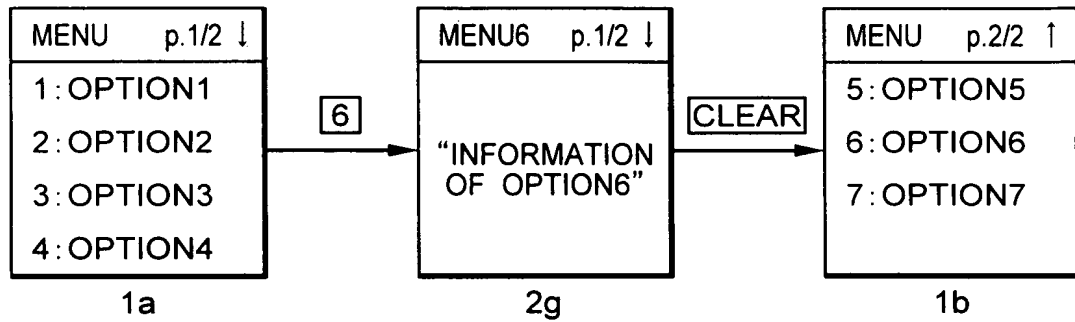 MENU p.1/2 ↓
1:OPTION1
2:OPTION2
3:OPTION3
4:OPTION4
1a
6
MENU6 p.1/2 ↓
“INFORMATION
OF OPTION6”
2g
CLEAR
MENU p.2/2 ↑
5:OPTION5
6:OPTION6
7:OPTION7
1b